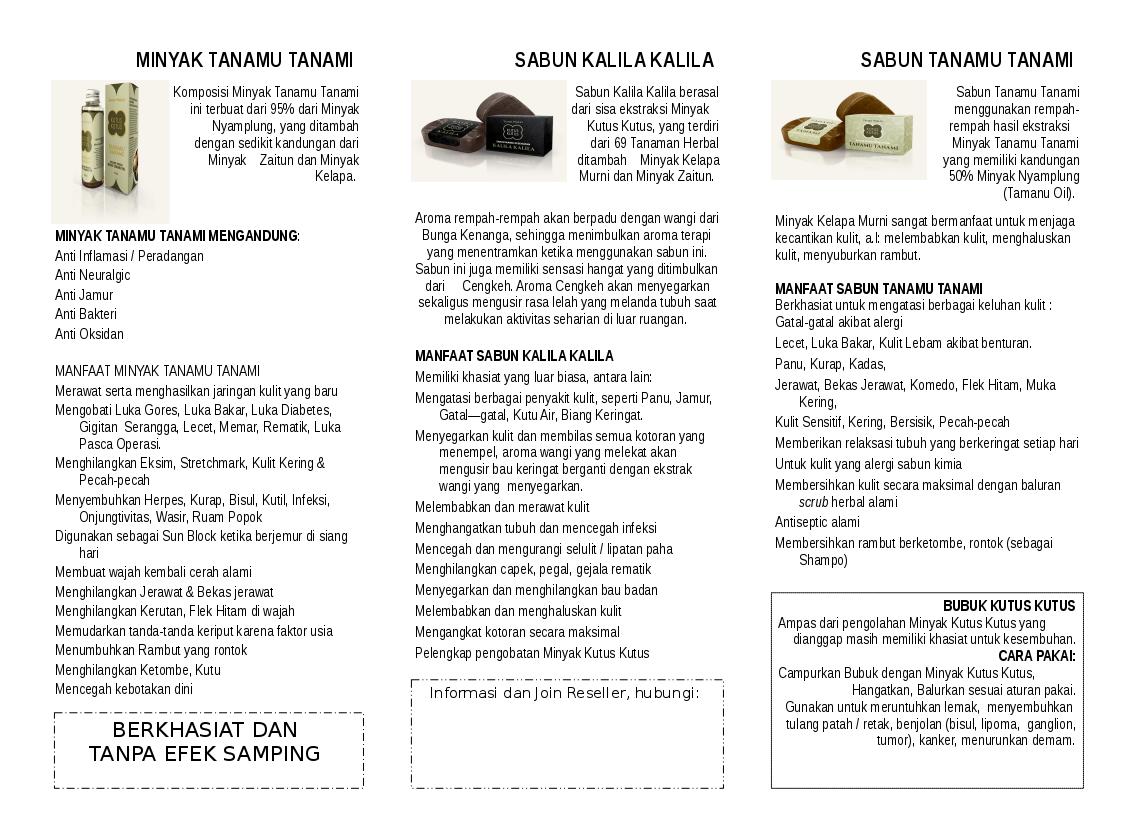 MINYAK TANAMU TANAMI
Komposisi Minyak Tanamu Tanami
ini terbuat dari 95% dari Minyak
Nyamplung, yang ditambah
dengan sedikit kandungan dari
Minyak Zaitun dan Minyak
Kelapa.
MINYAK TANAMU TANAMI MENGANDUNG:
Anti Inflamasi / Peradangan
Anti Neuralgic
Anti Jamur
Anti Bakteri
Anti Oksidan
MANFAAT MINYAK TANAMU TANAMI
Merawat serta menghasilkan jaringan kulit yang baru
Mengobati Luka Gores, Luka Bakar, Luka Diabetes,
Gigitan Serangga, Lecet, Memar, Rematik, Luka
Pasca Operasi.
Menghilangkan Eksim, Stretchmark, Kulit Kering &
Pecah-pecah
Menyembuhkan Herpes, Kurap, Bisul, Kutil, Infeksi,
Onjungtivitas, Wasir, Ruam Popok
Digunakan sebagai Sun Block ketika berjemur di siang
hari
Membuat wajah kembali cerah alami
Menghilangkan Jerawat & Bekas jerawat
Menghilangkan Kerutan, Flek Hitam di wajah
Memudarkan tanda-tanda keriput karena faktor usia
Menumbuhkan Rambut yang rontok
Menghilangkan Ketombe, Kutu
Mencegah kebotakan dini
BERKHASIAT DAN
TANPA EFEK SAMPING
SABUN KALILA KALILA
KUTUS
KUTUS
KALILA KALILA
Sabun Kalila Kalila berasal
dari sisa ekstraksi Minyak
Kutus Kutus, yang terdiri
dari 69 Tanaman Herbal
ditambah Minyak Kelapa
Murni dan Minyak Zaitun.
Aroma rempah-rempah akan berpadu dengan wangi dari
Bunga Kenanga, sehingga menimbulkan aroma terapi
yang menentramkan ketika menggunakan sabun ini.
Sabun ini juga memiliki sensasi hangat yang ditimbulkan
dari Cengkeh. Aroma Cengkeh akan menyegarkan
sekaligus mengusir rasa lelah yang melanda tubuh saat
melakukan aktivitas seharian di luar ruangan.
MANFAAT SABUN KALILA KALILA
Memiliki khasiat yang luar biasa, antara lain:
Mengatasi berbagai penyakit kulit, seperti Panu, Jamur,
Gatal—gatal, Kutu Air, Biang Keringat.
Menyegarkan kulit dan membilas semua kotoran yang
menempel, aroma wangi yang melekat akan
mengusir bau keringat berganti dengan ekstrak
wangi yang menyegarkan.
Melembabkan dan merawat kulit
Menghangatkan tubuh dan mencegah infeksi
Mencegah dan mengurangi selulit / lipatan paha
Menghilangkan capek, pegal, gejala rematik
Menyegarkan dan menghilangkan bau badan
Melembabkan dan menghaluskan kulit
Mengangkat kotoran secara maksimal
Pelengkap pengobatan Minyak Kutus Kutus
Informasi dan Join Reseller, hubungi:
SABUN TANAMU TANAMI
KUTUS
KUTUS
TANAMU TANAMI
Sabun Tanamu Tanami
menggunakan rempah-
rempah hasil ekstraksi
Minyak Tanamu Tanami
yang memiliki kandungan
50% Minyak Nyamplung
(Tamanu Oil).
Minyak Kelapa Murni sangat bermanfaat untuk menjaga
kecantikan kulit, a.l: melembabkan kulit, menghaluskan
kulit, menyuburkan rambut.
MANFAAT SABUN TANAMU TANAMI
Berkhasiat untuk mengatasi berbagai keluhan kulit :
Gatal-gatal akibat alergi
Lecet, Luka Bakar, Kulit Lebam akibat benturan.
Panu, Kurap, Kadas,
Jerawat, Bekas Jerawat, Komedo, Flek Hitam, Muka
Kering,
Kulit Sensitif, Kering, Bersisik, Pecah-pecah
Memberikan relaksasi tubuh yang berkeringat setiap hari
Untuk kulit yang alergi sabun kimia
Membersihkan kulit secara maksimal dengan baluran
scrub herbal alami
Antiseptic alami
Membersihkan rambut berketombe, rontok (sebagai
Shampo)
BUBUK KUTUS KUTUS
Ampas dari pengolahan Minyak Kutus Kutus yang
dianggap masih memiliki khasiat untuk kesembuhan.
CARA PAKAI:
Campurkan Bubuk dengan Minyak Kutus Kutus,
Hangatkan, Balurkan sesuai aturan pakai.
Gunakan untuk meruntuhkan lemak, menyembuhkan
tulang patah / retak, benjolan (bisul, lipoma, ganglion,
tumor), kanker, menurunkan demam.